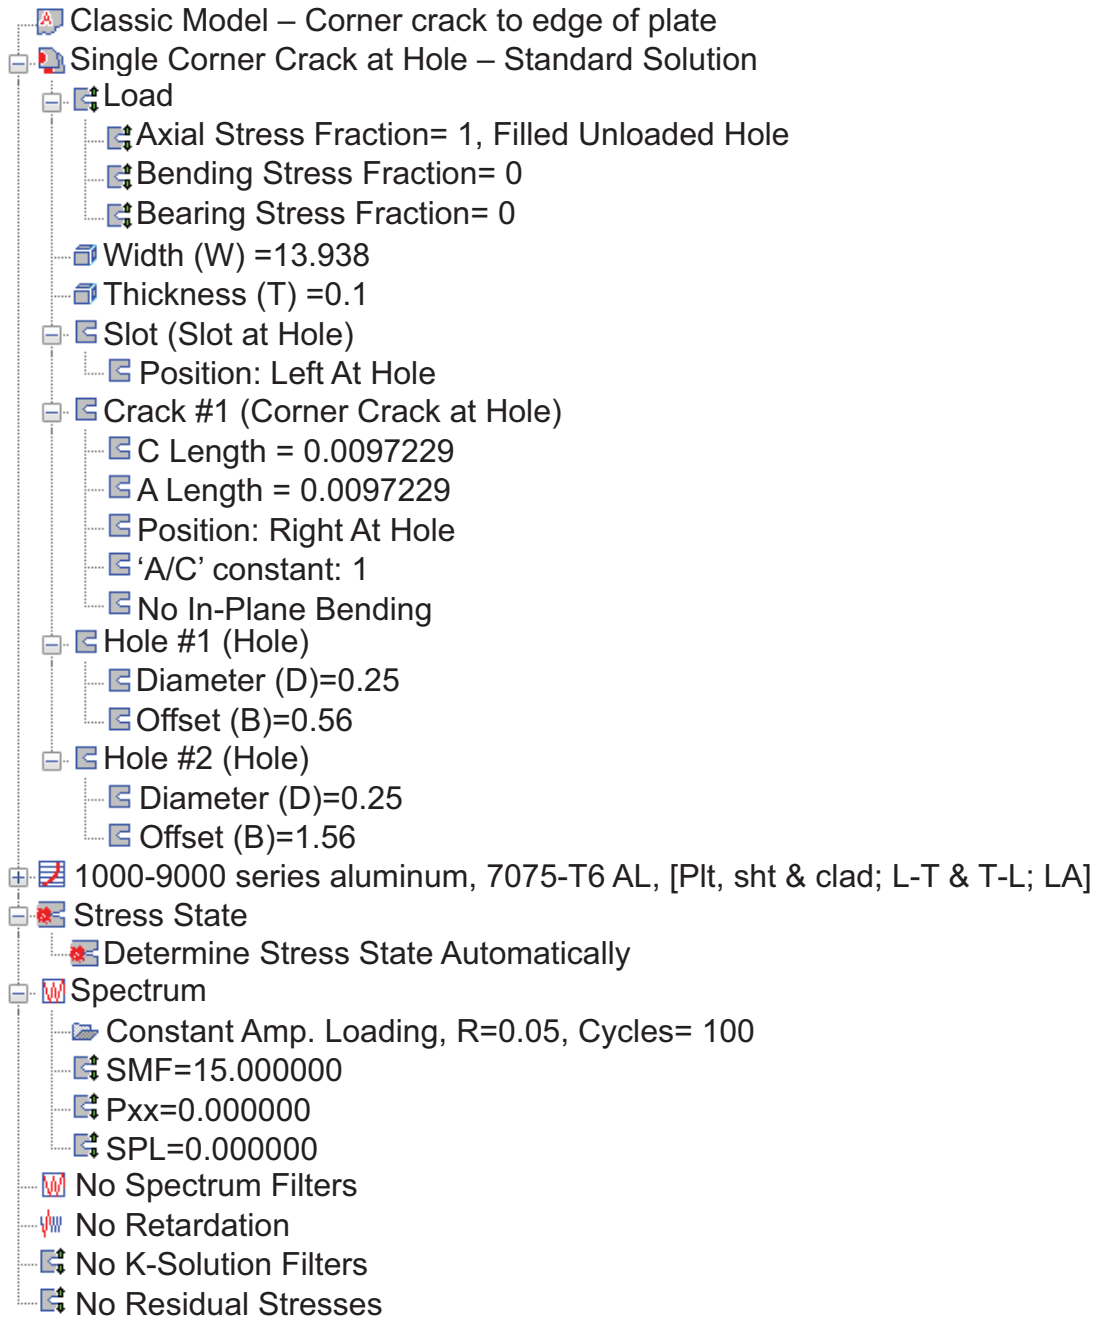 Classic Model – Corner crack to edge of plate
Single Corner Crack at Hole – Standard Solution
Load
Axial Stress Fraction= 1, Filled Unloaded Hole
Bending Stress Fraction= 0
Bearing Stress Fraction= 0
Width (W) =13.938
Thickness (T) =0.1
Slot (Slot at Hole)
Position: Left At Hole
Crack #1 (Corner Crack at Hole)
C Length = 0.0097229
A Length = 0.0097229
Position: Right At Hole
‘A/C’ constant: 1
No In-Plane Bending
Hole #1 (Hole)
Diameter (D)=0.25
Offset (B)=0.56
Hole #2 (Hole)
Diameter (D)=0.25
Offset (B)=1.56
1000-9000 series aluminum, 7075-T6 AL, [Plt, sht & clad; L-T & T-L; LA]
Stress State
Determine Stress State Automatically
Spectrum
Constant Amp. Loading, R=0.05, Cycles= 100
SMF=15.000000
Pxx=0.000000
SPL=0.000000
No Spectrum Filters
No Retardation
No K-Solution Filters
No Residual Stresses